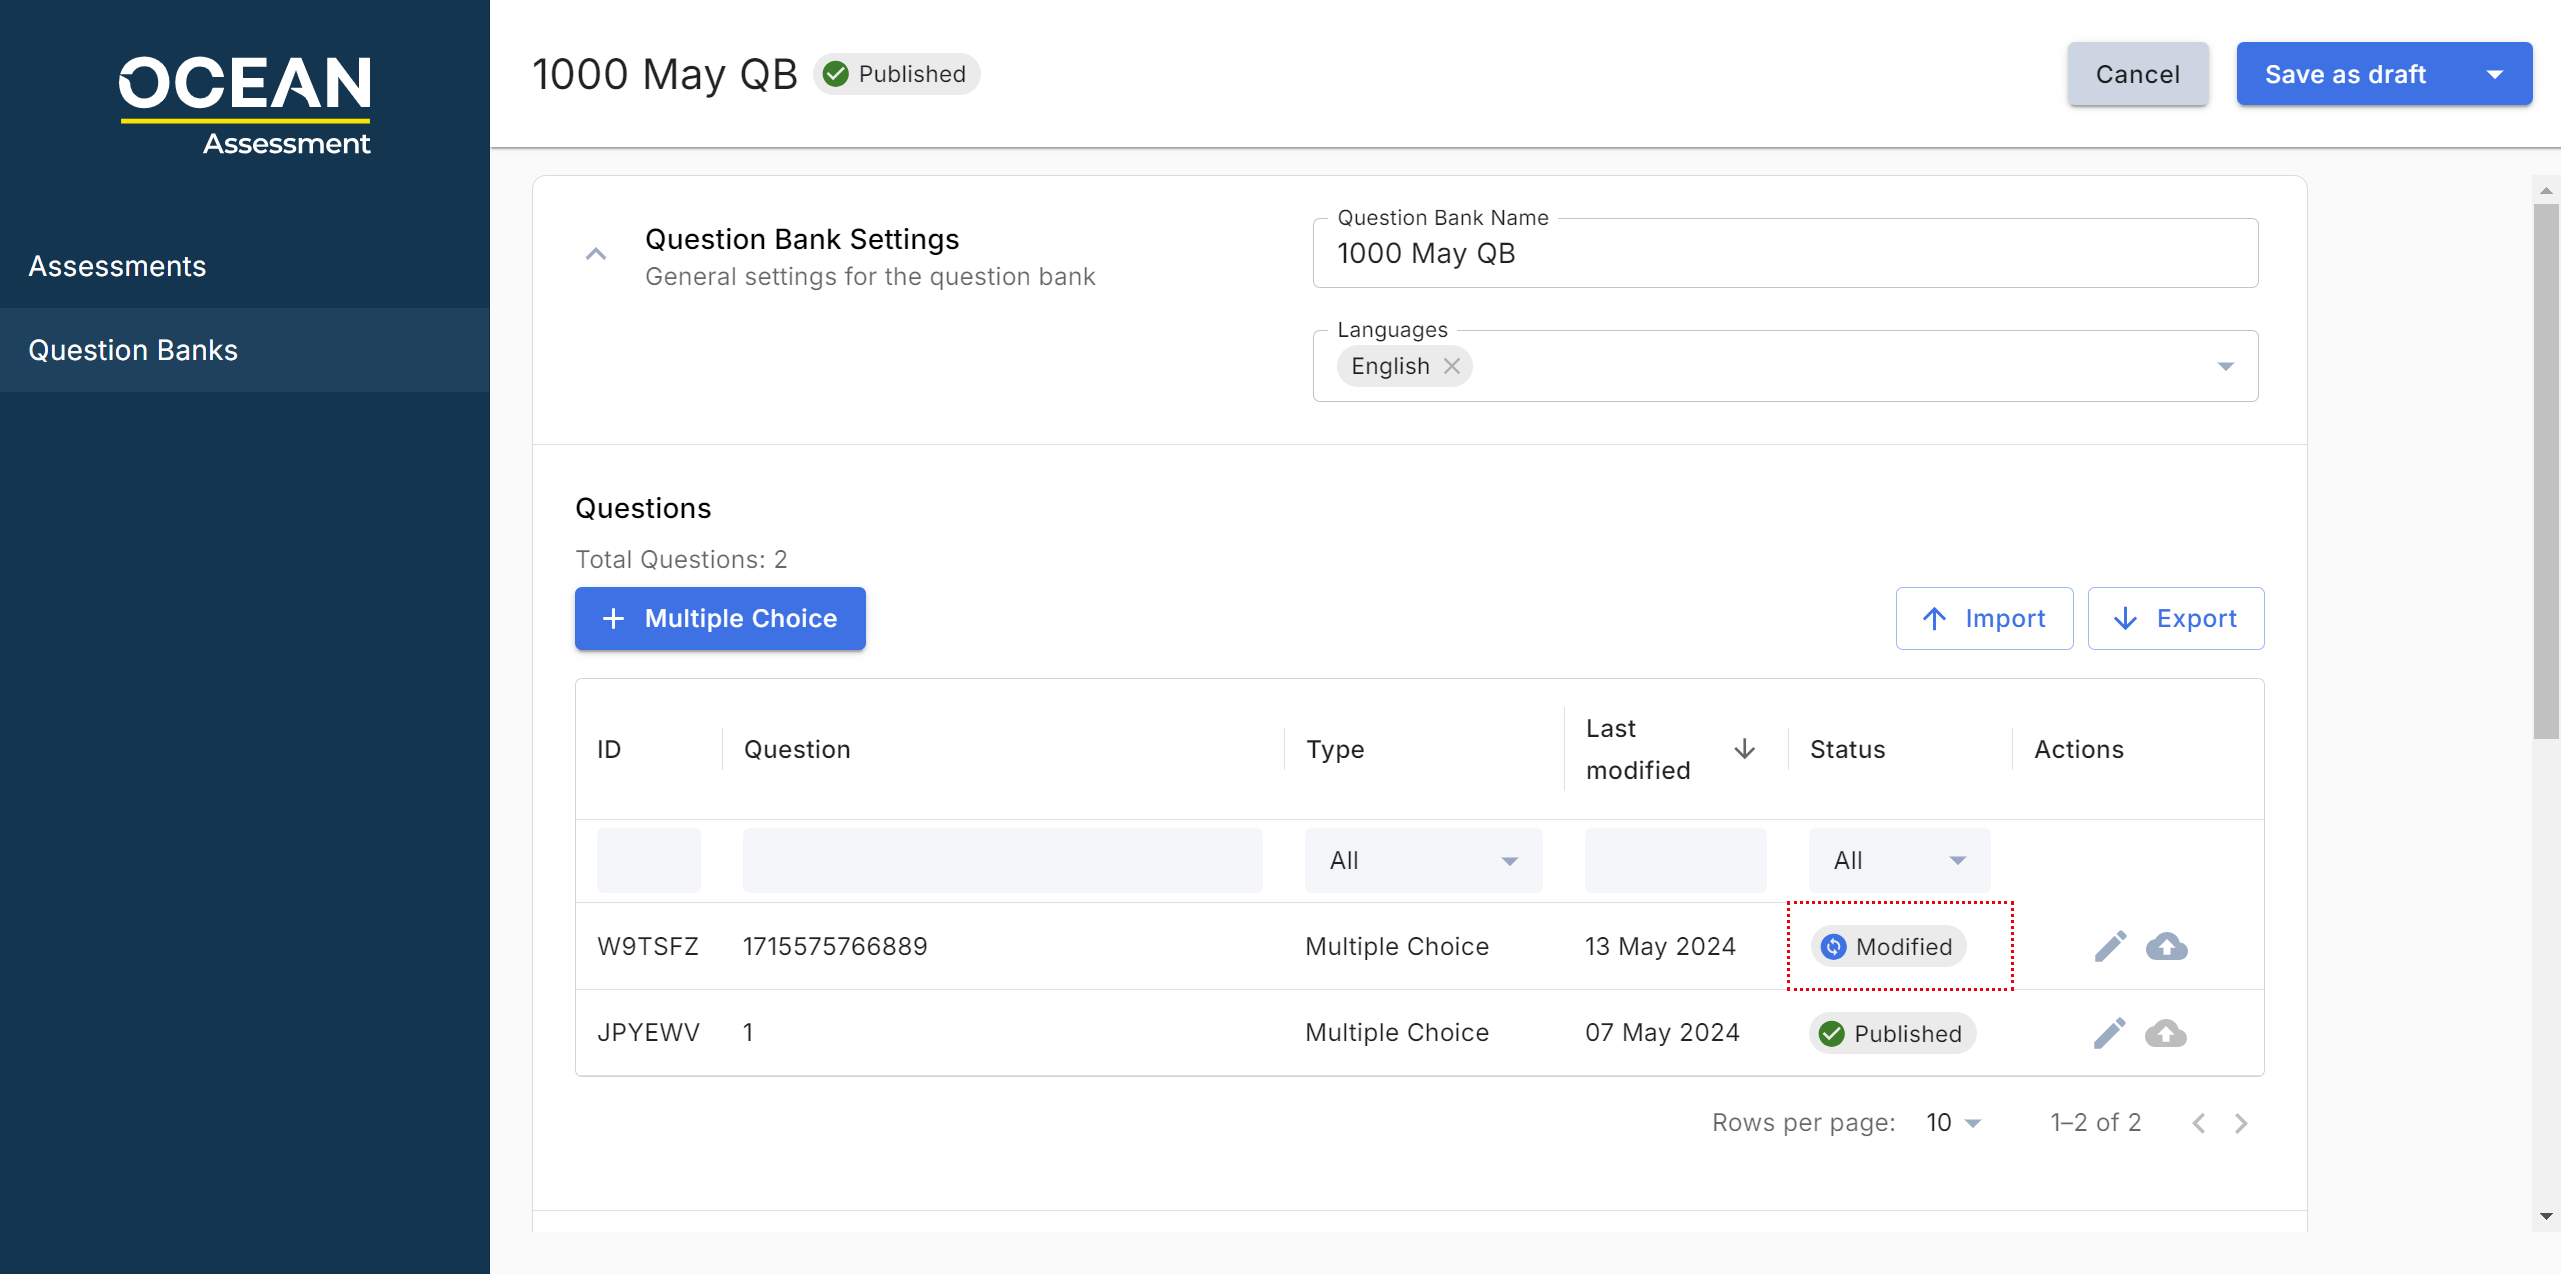 OCEAN
Assessment
Assessments
Question Banks
1000 May QB Published
Cancel
Save as draft
Question Bank Settings
General settings for the question bank
Question Bank Name
1000 May QB
Languages
English
Questions
Total Questions: 2
+ Multiple Choice
Import
Export
ID Question Type Last modified Status Actions
All All
W9TSFZ 1715575766889 Multiple Choice 13 May 2024 Modified
JPYEWV 1 Multiple Choice 07 May 2024 Published
Rows per page: 10 1–2 of 2